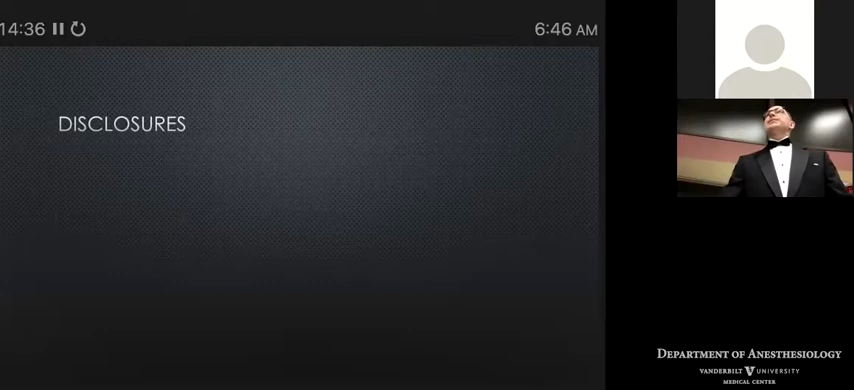 14:36
6:46 AM
DISCLOSURES
DEPARTMENT OF ANESTHESIOLOGY
VANDERBILT UNIVERSITY
MEDICAL CENTER